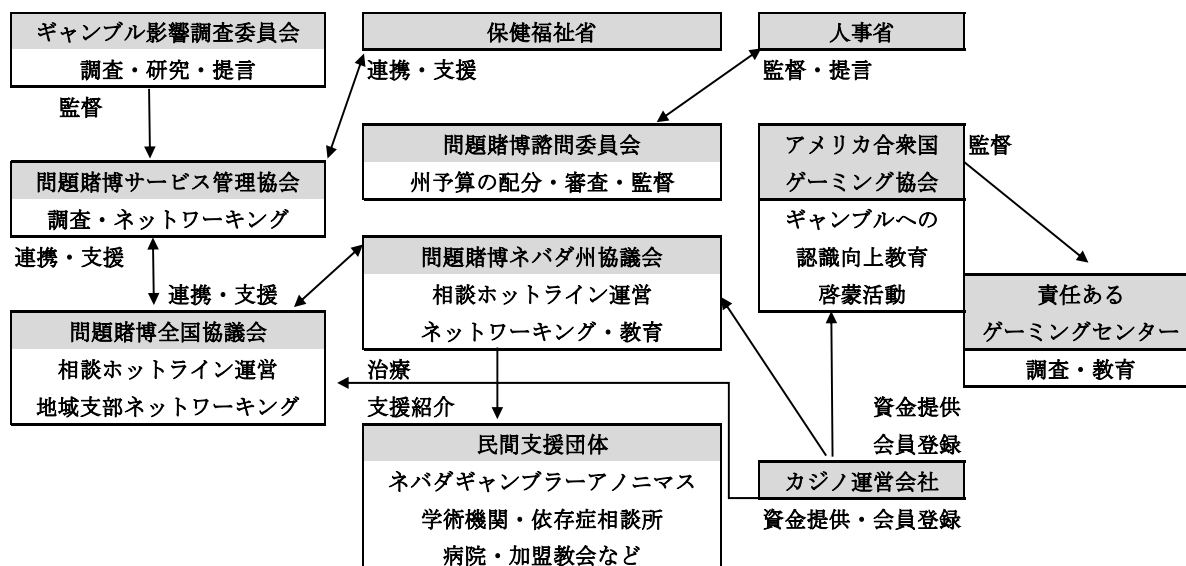 ギャンブル影響調査委員会
調査・研究・提言
監督
保健福祉省
連携・支援
人事省
監督・提言
問題賭博諮問委員会
州予算の配分・審査・監督
アメリカ合衆国
ゲーミング協会
ギャンブルへの
認識向上教育
啓蒙活動
監督
問題賭博サービス管理協会
調査・ネットワーキング
連携・支援
連携・支援
問題賭博ネバダ州協議会
相談ホットライン運営
ネットワーキング・教育
責任ある
ゲーミングセンター
調査・教育
問題賭博全国協議会
相談ホットライン運営
地域支部ネットワーキング
治療
支援紹介
資金提供
会員登録
民間支援団体
ネバダギャンブラーアノニマス
学術機関・依存症相談所
病院・加盟教会など
カジノ運営会社
資金提供・会員登録